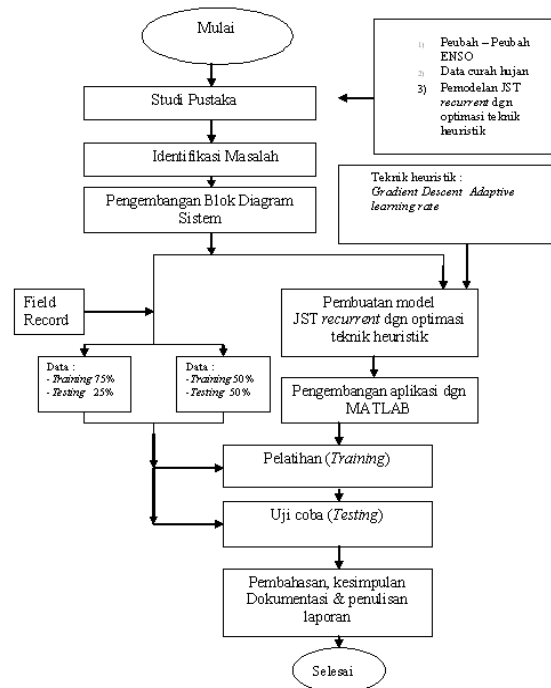 Mulai
1) Peubah – Peubah
ENSO
2) Data curah hujan
3) Pemodelan JST
recurrent dgn
optimasi teknik
heuristik
Studi Pustaka
Identifikasi Masalah
Teknik heuristik :
Gradient Descent Adaptive
learning rate
Pengembangan Blok Diagram
Sistem
Field
Record
Pembuatan model
JST recurrent dgn optimasi
teknik heuristik
Data :
- Training 75%
- Testing 25%
Data :
- Training 50%
- Testing 50%
Pengembangan aplikasi dgn
MATLAB
Pelatihan (Training)
Uji coba (Testing)
Pembahasan, kesimpulan
Dokumentasi & penulisan
laporan
Selesai